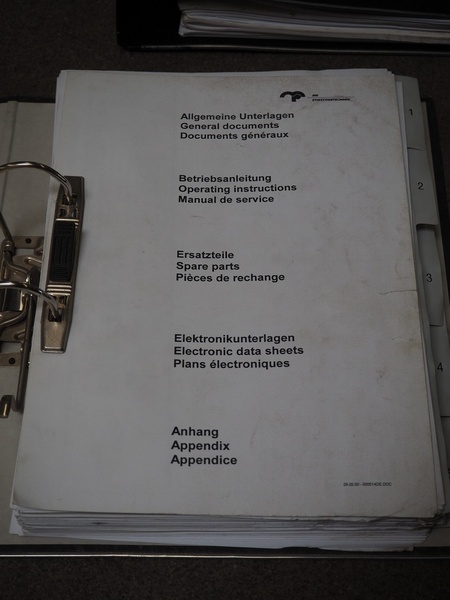 Allgemeine Unterlagen
General documents
Documents généraux
1
Betriebsanleitung
Operating instructions
Manual de service
2
Ersatzteile
Spare parts
Pièces de rechange
3
Elektronikunterlagen
Electronic data sheets
Plans électroniques
4
Anhang
Appendix
Appendice